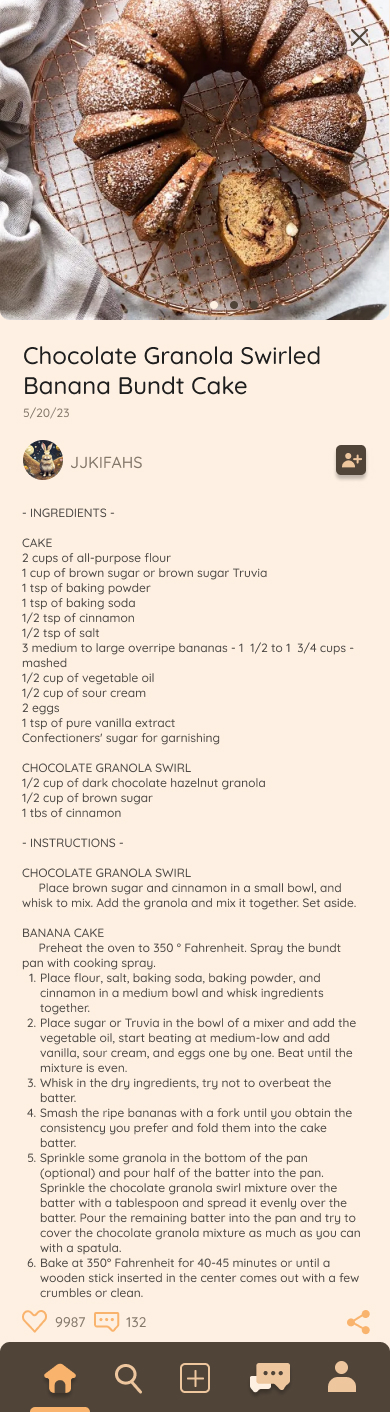 Chocolate Granola Swirled
Banana Bundt Cake
5/20/23
JJKIFAHS
- INGREDIENTS -
CAKE
2 cups of all-purpose flour
1 cup of brown sugar or brown sugar Truvia
1 tsp of baking powder
1 tsp of baking soda
1/2 tsp of cinnamon
1/2 tsp of salt
3 medium to large overripe bananas - 1  1/2 to 1  3/4 cups -
mashed
1/2 cup of vegetable oil
1/2 cup of sour cream
2 eggs
1 tsp of pure vanilla extract
Confectioners' sugar for garnishing
CHOCOLATE GRANOLA SWIRL
1/2 cup of dark chocolate hazelnut granola
1/2 cup of brown sugar
1 tbs of cinnamon
- INSTRUCTIONS -
CHOCOLATE GRANOLA SWIRL
Place brown sugar and cinnamon in a small bowl, and
whisk to mix. Add the granola and mix it together. Set aside.
BANANA CAKE
Preheat the oven to 350 ° Fahrenheit. Spray the bundt
pan with cooking spray.
1. Place flour, salt, baking soda, baking powder, and
cinnamon in a medium bowl and whisk ingredients
together.
2. Place sugar or Truvia in the bowl of a mixer and add the
vegetable oil, start beating at medium-low and add
vanilla, sour cream, and eggs one by one. Beat until the
mixture is even.
3. Whisk in the dry ingredients, try not to overbeat the
batter.
4. Smash the ripe bananas with a fork until you obtain the
consistency you prefer and fold them into the cake
batter.
5. Sprinkle some granola in the bottom of the pan
(optional) and pour half of the batter into the pan.
Sprinkle the chocolate granola swirl mixture over the
batter with a tablespoon and spread it evenly over the
batter. Pour the remaining batter into the pan and try to
cover the chocolate granola mixture as much as you can
with a spatula.
6. Bake at 350° Fahrenheit for 40-45 minutes or until a
wooden stick inserted in the center comes out with a few
crumbles or clean.
9987 132